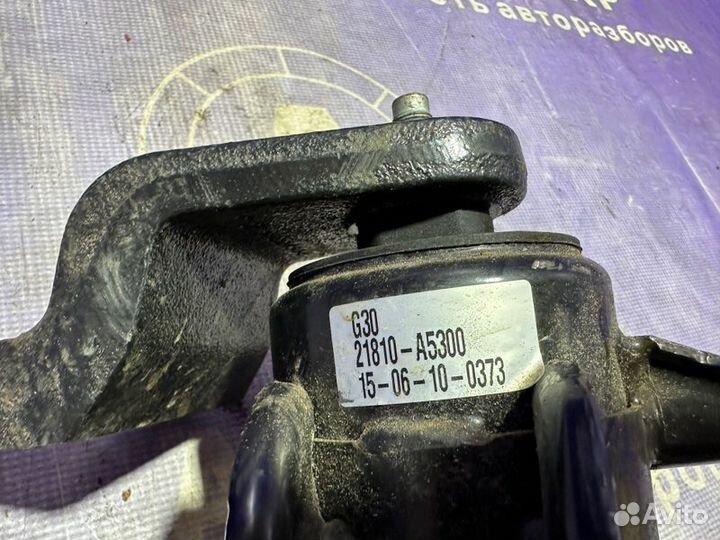 сть авторазборов
G30
21810-A5300
15-06-10-0373
Avito